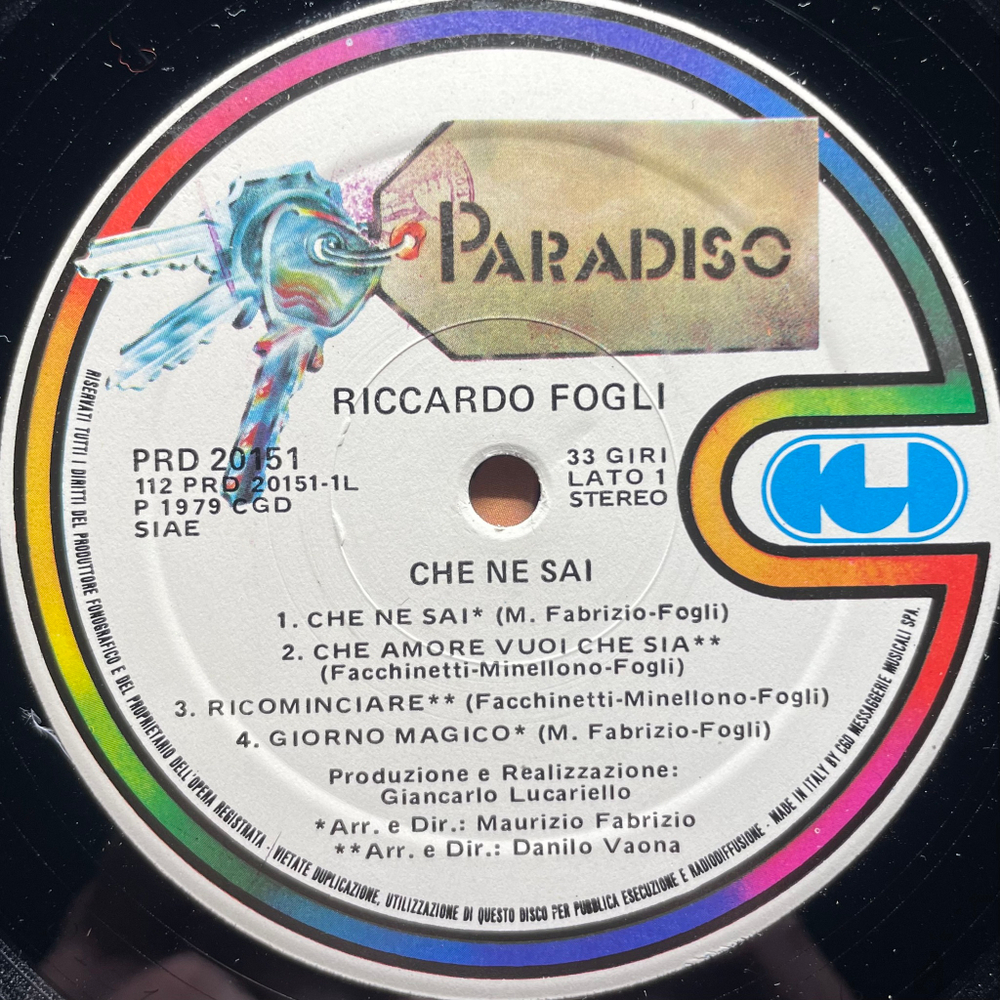 PARADISO
RICCARDO FOGLI
PRD 20151
112 PRD 20151-1L
P 1979 CGD
SIAE
33 GIRI
LATO 1
STEREO
CHE NE SAI
1. CHE NE SAI* (M. Fabrizio-Fogli)
2. CHE AMORE VUOI CHE SIA**
(Facchinetti-Minellono-Fogli)
3. RICOMINCIARE** (Facchinetti-Minellono-Fogli)
4. GIORNO MAGICO* (M. Fabrizio-Fogli)
Produzione e Realizzazione:
Giancarlo Lucariello
*Arr. e Dir.: Maurizio Fabrizio
**Arr. e Dir.: Danilo Vaona
RISERVATI TUTTI I DIRITTI DEL PRODUTTORE FONOGRAFICO E DEL PROPRIETARIO DELL'OPERA REGISTRATA - VIETATE DUPLICAZIONE, UTILIZZAZIONE DI QUESTO DISCO PER PUBBLICA ESECUZIONE E RADIODIFFUSIONE - MADE IN ITALY BY CGD MESSAGGERIE MUSICALI SPA.